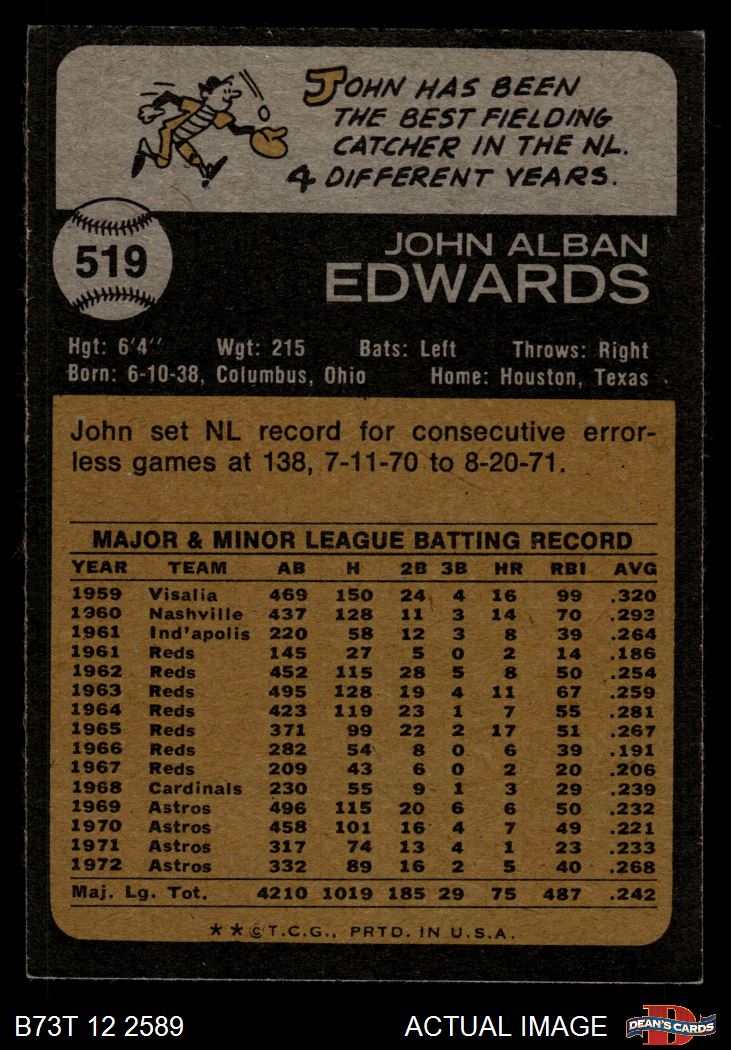 JOHN HAS BEEN
THE BEST FIELDING
CATCHER IN THE NL.
4 DIFFERENT YEARS.
519
JOHN ALBAN
EDWARDS
Hgt: 6'4" Wgt: 215 Bats: Left Throws: Right
Born: 6-10-38, Columbus, Ohio Home: Houston, Texas
John set NL record for consecutive error-
less games at 138, 7-11-70 to 8-20-71.
MAJOR & MINOR LEAGUE BATTING RECORD
YEAR TEAM AB H 2B 3B HR RBI AVG
1959 Visalia 469 150 24 4 16 99 .320
1960 Nashville 437 128 11 3 14 70 .293
1961 Ind'apolis 220 58 12 3 8 39 .264
1961 Reds 145 27 5 0 2 14 .186
1962 Reds 452 115 28 5 8 50 .254
1963 Reds 495 128 19 4 11 67 .259
1964 Reds 423 119 23 1 7 55 .281
1965 Reds 371 99 22 2 17 51 .267
1966 Reds 282 54 8 0 6 39 .191
1967 Reds 209 43 6 0 2 20 .206
1968 Cardinals 230 55 9 1 3 29 .239
1969 Astros 496 115 20 6 6 50 .232
1970 Astros 458 101 16 4 7 49 .221
1971 Astros 317 74 13 4 1 23 .233
1972 Astros 332 89 16 2 5 40 .268
Maj. Lg. Tot. 4210 1019 185 29 75 487 .242
**©T.C.G., PRTD. IN U.S.A.
B73T 12 2589 ACTUAL IMAGE DEAN'S CARDS